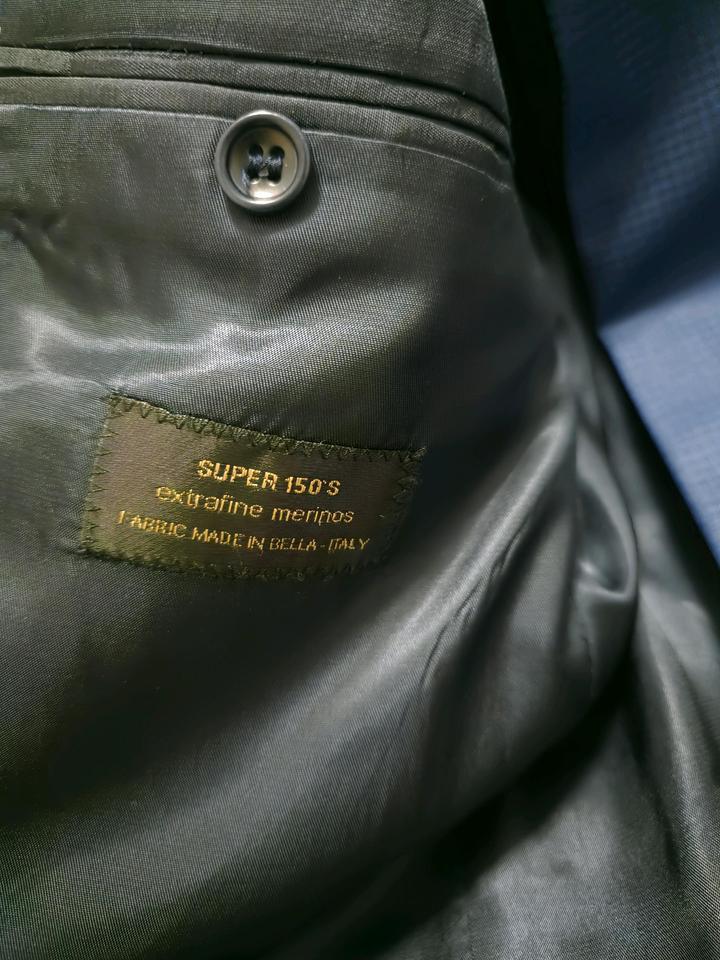 SUPER 150'S
extrafine merinos
FABRIC MADE IN BELLA - ITALY